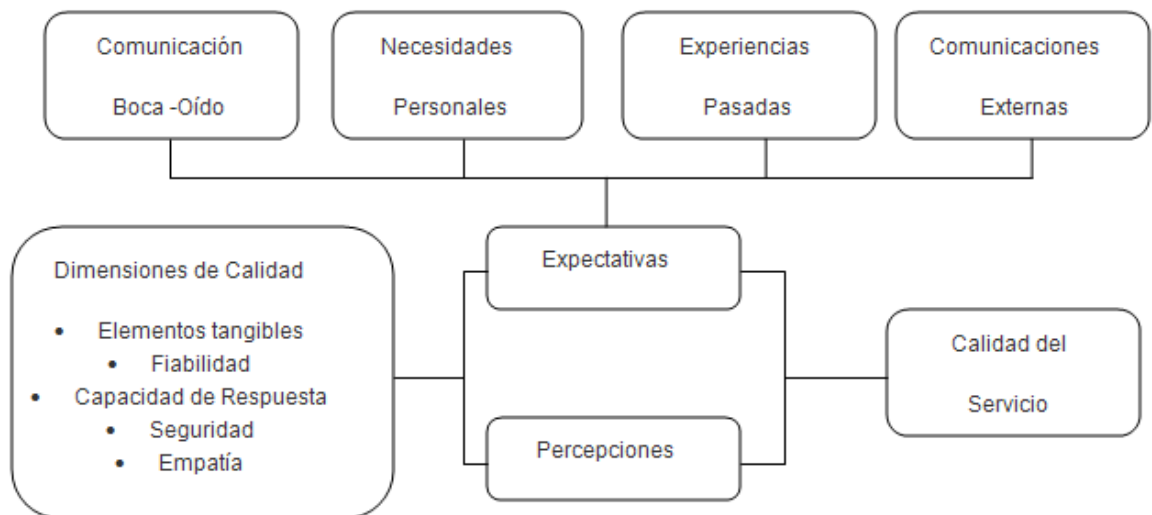 Comunicación
Boca -Oído
Necesidades
Personales
Experiencias
Pasadas
Comunicaciones
Externas
Dimensiones de Calidad
• Elementos tangibles
• Fiabilidad
• Capacidad de Respuesta
• Seguridad
• Empatía
Expectativas
Percepciones
Calidad del
Servicio